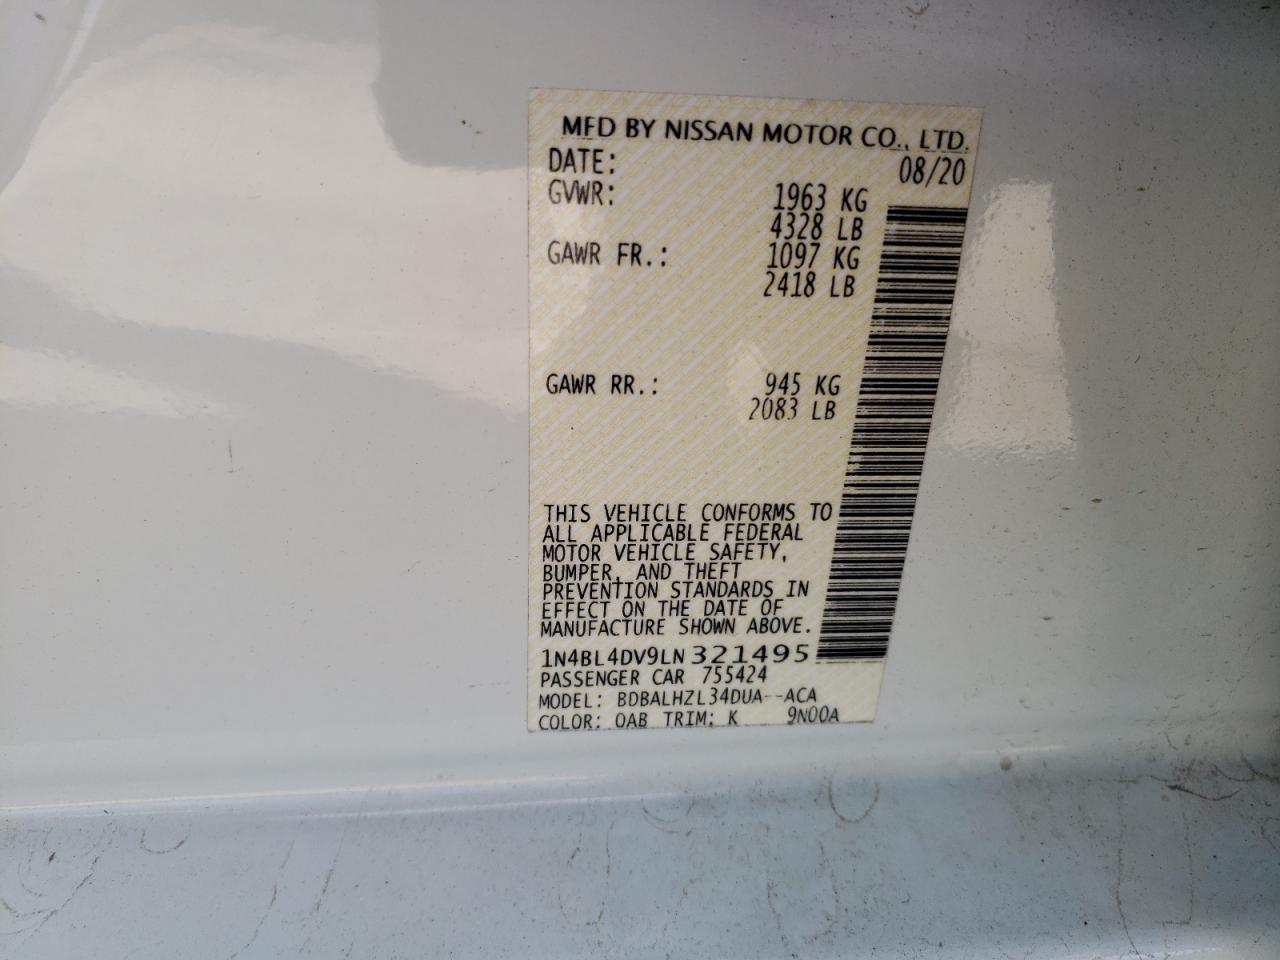 MFD BY NISSAN MOTOR CO., LTD.
DATE: 08/20
GVWR: 1963 KG
4328 LB
GAWR FR.: 1097 KG
2418 LB
GAWR RR.: 945 KG
2083 LB
THIS VEHICLE CONFORMS TO
ALL APPLICABLE FEDERAL
MOTOR VEHICLE SAFETY,
BUMPER, AND THEFT
PREVENTION STANDARDS IN
EFFECT ON THE DATE OF
MANUFACTURE SHOWN ABOVE.
1N4BL4DV9LN321495
PASSENGER CAR 755424
MODEL: BDBALHZL34DUA--ACA
COLOR: QAB TRIM: K 9N00A